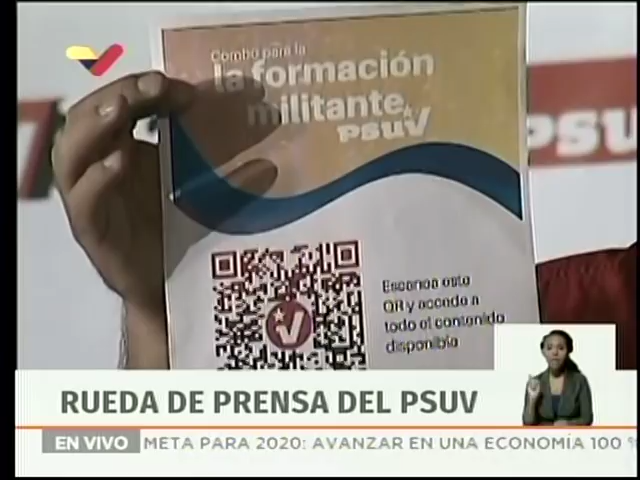 Combo para la
la formación
militante
PSUV
PSUV
Escanea este
QR y accede a
todo el contenido
disponible
RUEDA DE PRENSA DEL PSUV
EN VIVO
META PARA 2020: AVANZAR EN UNA ECONOMÍA 100 %